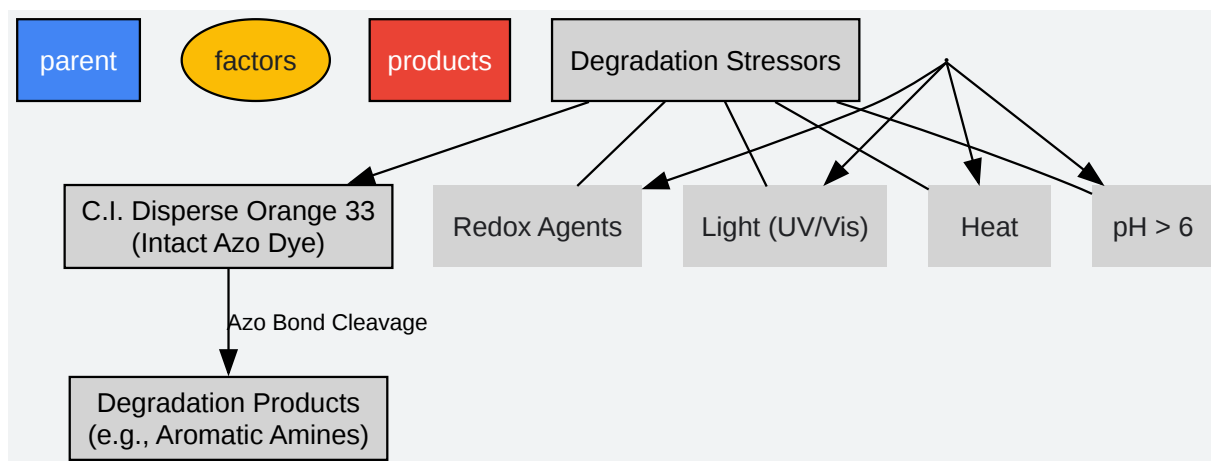 parent
factors
products
Degradation Stressors
C.I. Disperse Orange 33
(Intact Azo Dye)
Redox Agents
Light (UV/Vis)
Heat
pH > 6
Azo Bond Cleavage
Degradation Products
(e.g., Aromatic Amines)